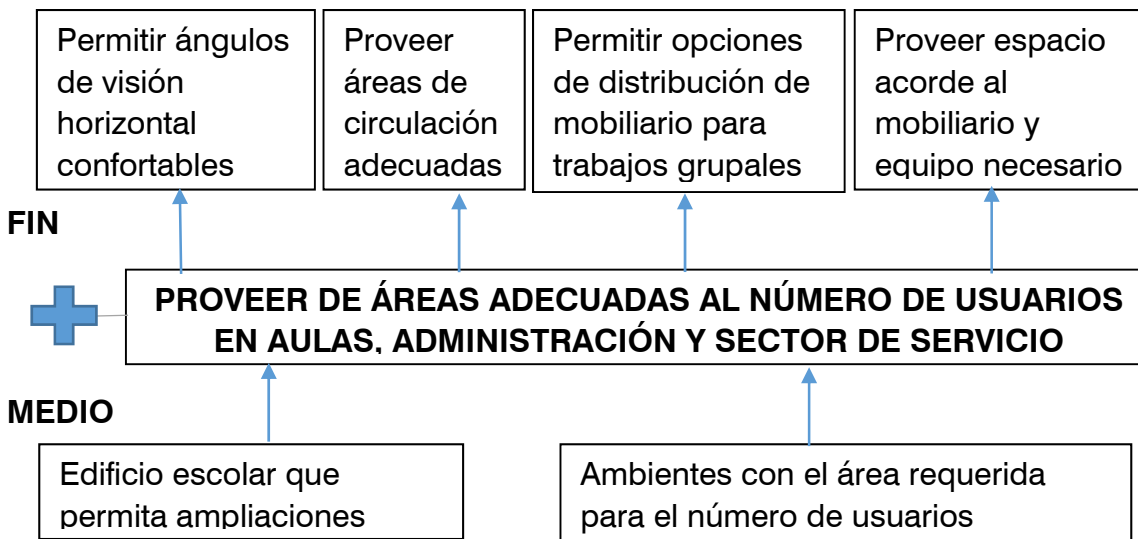 Permitir ángulos
de visión
horizontal
confortables
Proveer
áreas de
circulación
adecuadas
Permitir opciones
de distribución de
mobiliario para
trabajos grupales
Proveer espacio
acorde al
mobiliario y
equipo necesario
FIN
PROVEER DE ÁREAS ADECUADAS AL NÚMERO DE USUARIOS
EN AULAS, ADMINISTRACIÓN Y SECTOR DE SERVICIO
MEDIO
Edificio escolar que
permita ampliaciones
Ambientes con el área requerida
para el número de usuarios